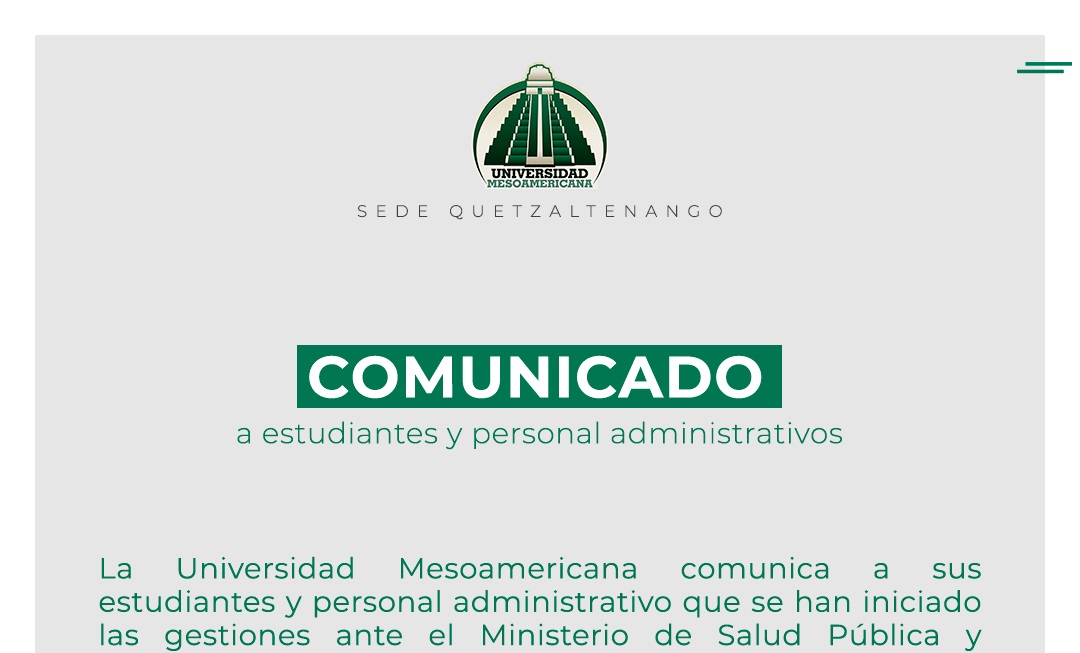 UNIVERSIDAD
MESOAMERICANA
SEDE QUETZALTENANGO
COMUNICADO
a estudiantes y personal administrativos
La Universidad Mesoamericana comunica a sus
estudiantes y personal administrativo que se han iniciado
las gestiones ante el Ministerio de Salud Pública y